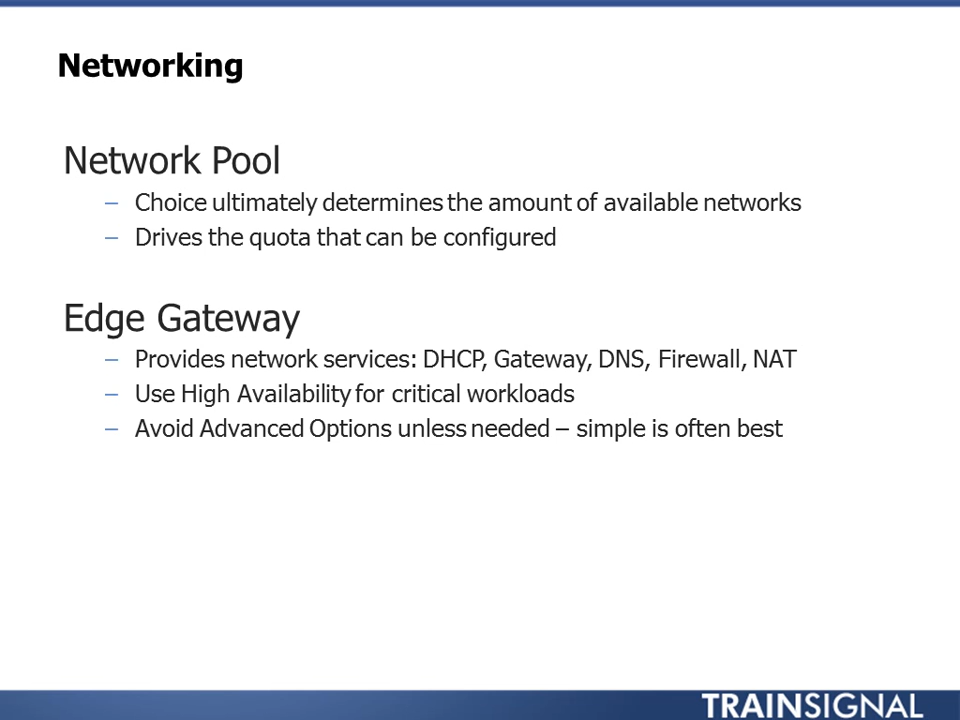 Networking
Network Pool
– Choice ultimately determines the amount of available networks
– Drives the quota that can be configured
Edge Gateway
– Provides network services: DHCP, Gateway, DNS, Firewall, NAT
– Use High Availability for critical workloads
– Avoid Advanced Options unless needed – simple is often best
TRAINSIGNAL